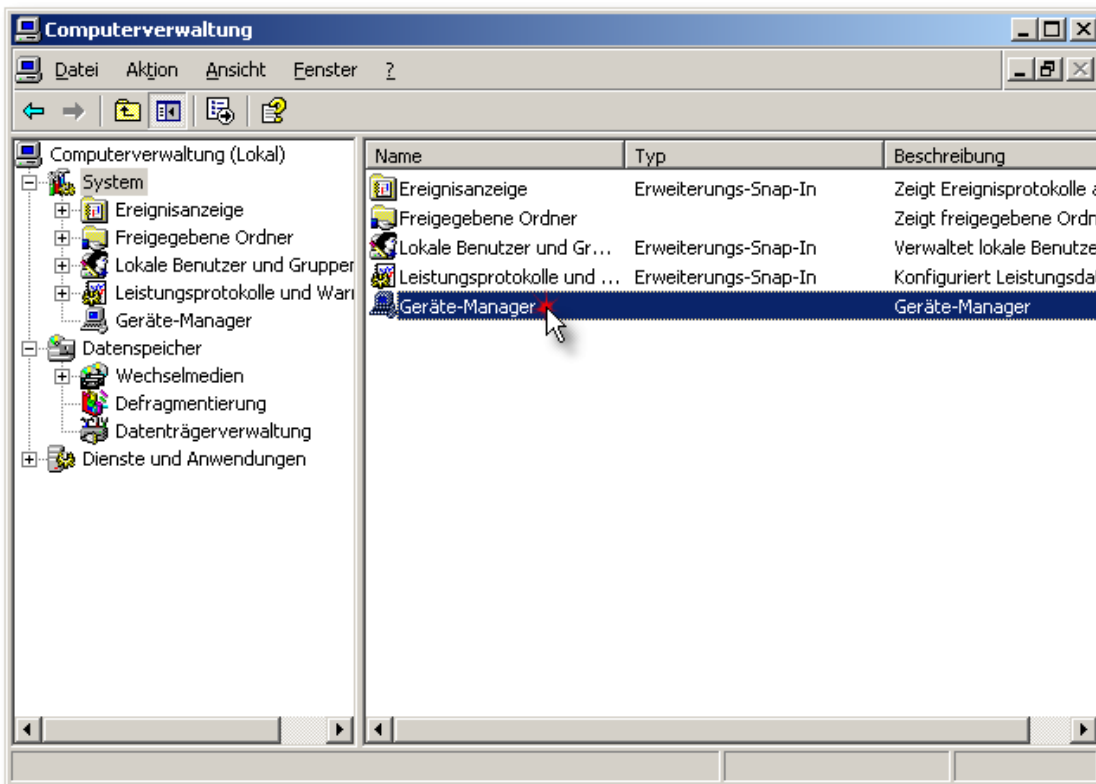 Computerverwaltung
Datei Aktion Ansicht Fenster ?
Computerverwaltung (Lokal)
System
Ereignisanzeige
Freigegebene Ordner
Lokale Benutzer und Gruppen
Leistungsprotokolle und Warn
Geräte-Manager
Datenspeicher
Wechselmedien
Defragmentierung
Datenträgerverwaltung
Dienste und Anwendungen
Name Typ Beschreibung
Ereignisanzeige Erweiterungs-Snap-In Zeigt Ereignisprotokolle a
Freigegebene Ordner Zeigt freigegebene Ordn
Lokale Benutzer und Gr... Erweiterungs-Snap-In Verwaltet lokale Benutze
Leistungsprotokolle und ... Erweiterungs-Snap-In Konfiguriert Leistungsda
Geräte-Manager Geräte-Manager